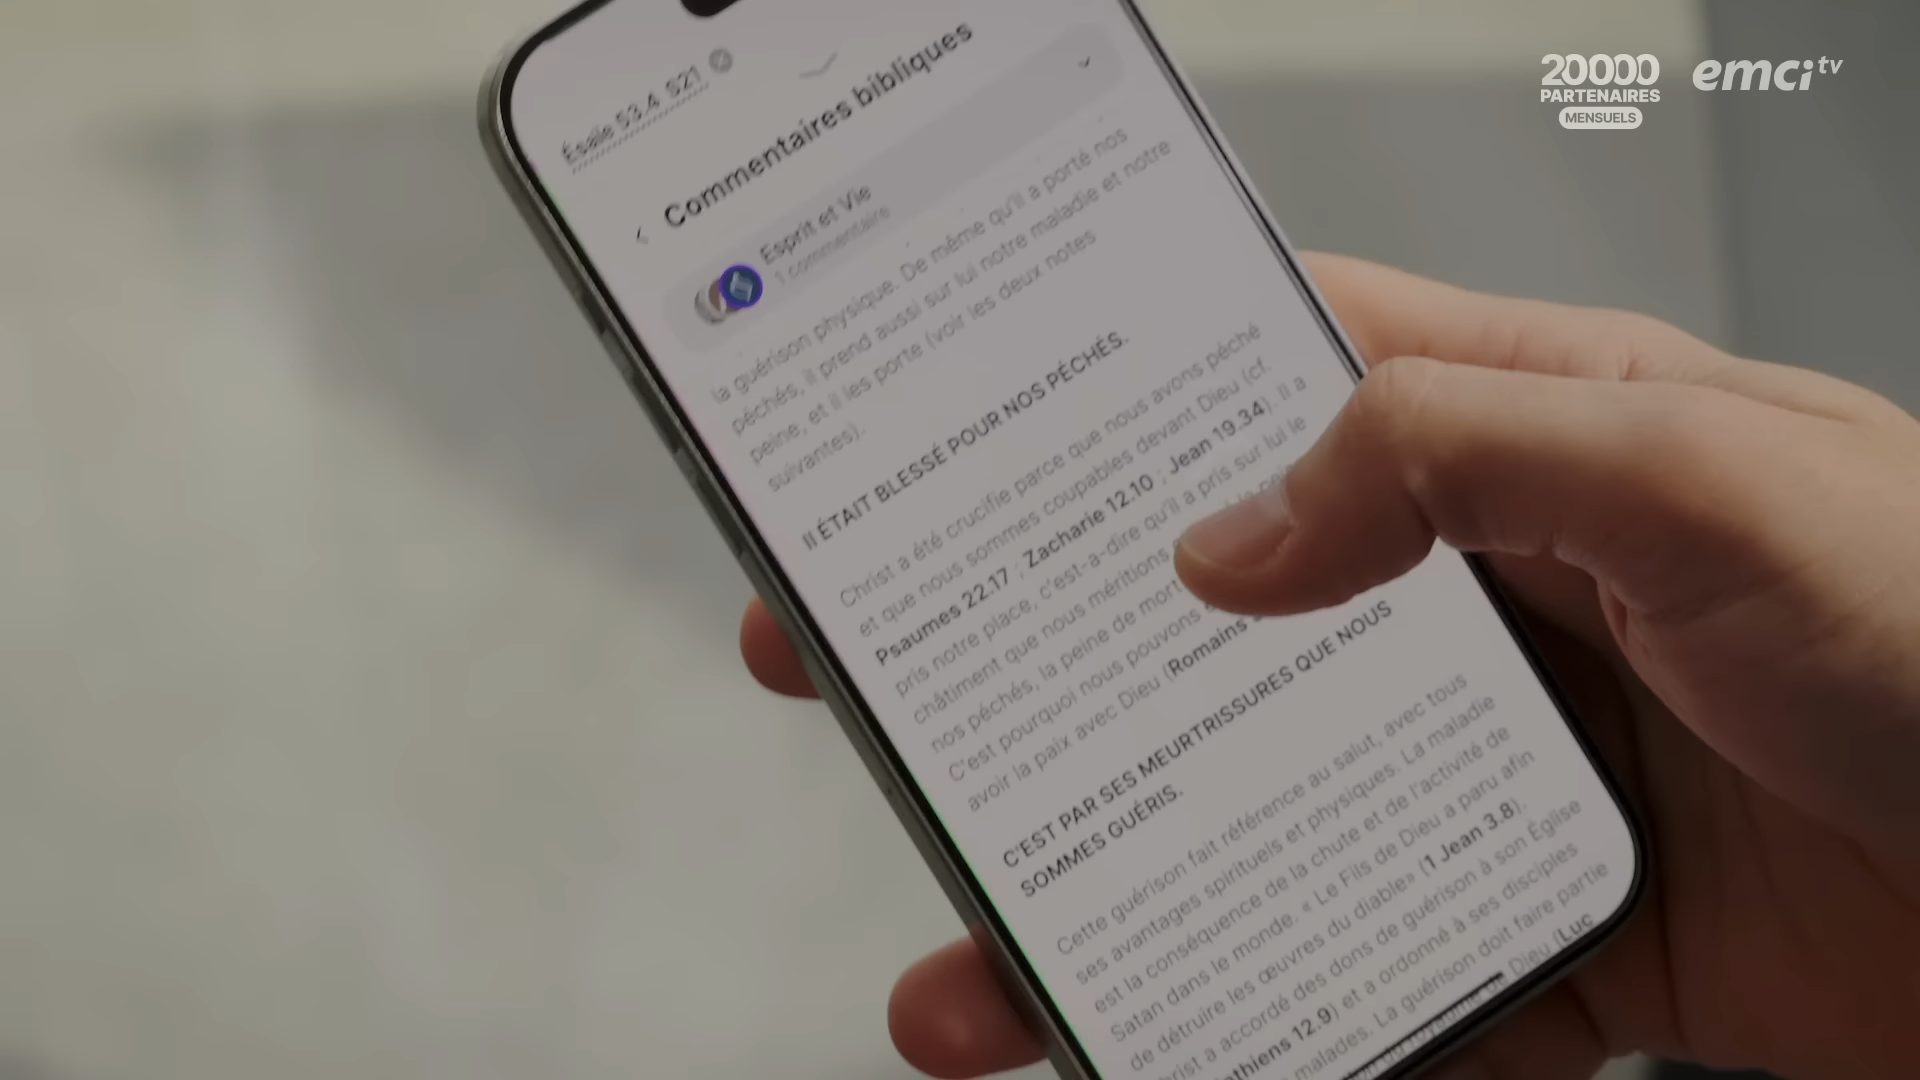 20000
PARTENAIRES
MENSUELS
emci tv
Ésaïe 53.4 S21
Commentaires bibliques
Esprit et Vie
1 commentaire
la guérison physique. De même qu'il a porté nos
péchés, il prend aussi sur lui notre maladie et notre
peine, et il les porte (voir les deux notes
suivantes).
Il ÉTAIT BLESSÉ POUR NOS PÉCHÉS.
Christ a été crucifie parce que nous avons péché
et que nous sommes coupables devant Dieu (cf.
Psaumes 22.17 ; Zacharie 12.10 ; Jean 19.34). Il a
pris notre place, c'est-a-dire qu'il a pris sur lui le
châtiment que nous méritions
nos péchés, la peine de mort
C'est pourquoi nous pouvons
avoir la paix avec Dieu (Romains
C'EST PAR SES MEURTRISSURES QUE NOUS
SOMMES GUÉRIS.
Cette guérison fait référence au salut, avec tous
ses avantages spirituels et physiques. La maladie
est la conséquence de la chute et de l'activité de
Satan dans le monde. « Le Fils de Dieu a paru afin
de détruire les œuvres du diable» (1 Jean 3.8).
hrist a accordé des dons de guérison à son Église
nthiens 12.9) et a ordonné à ses disciples
malades. La guérison doit faire partie
Dieu (Luc